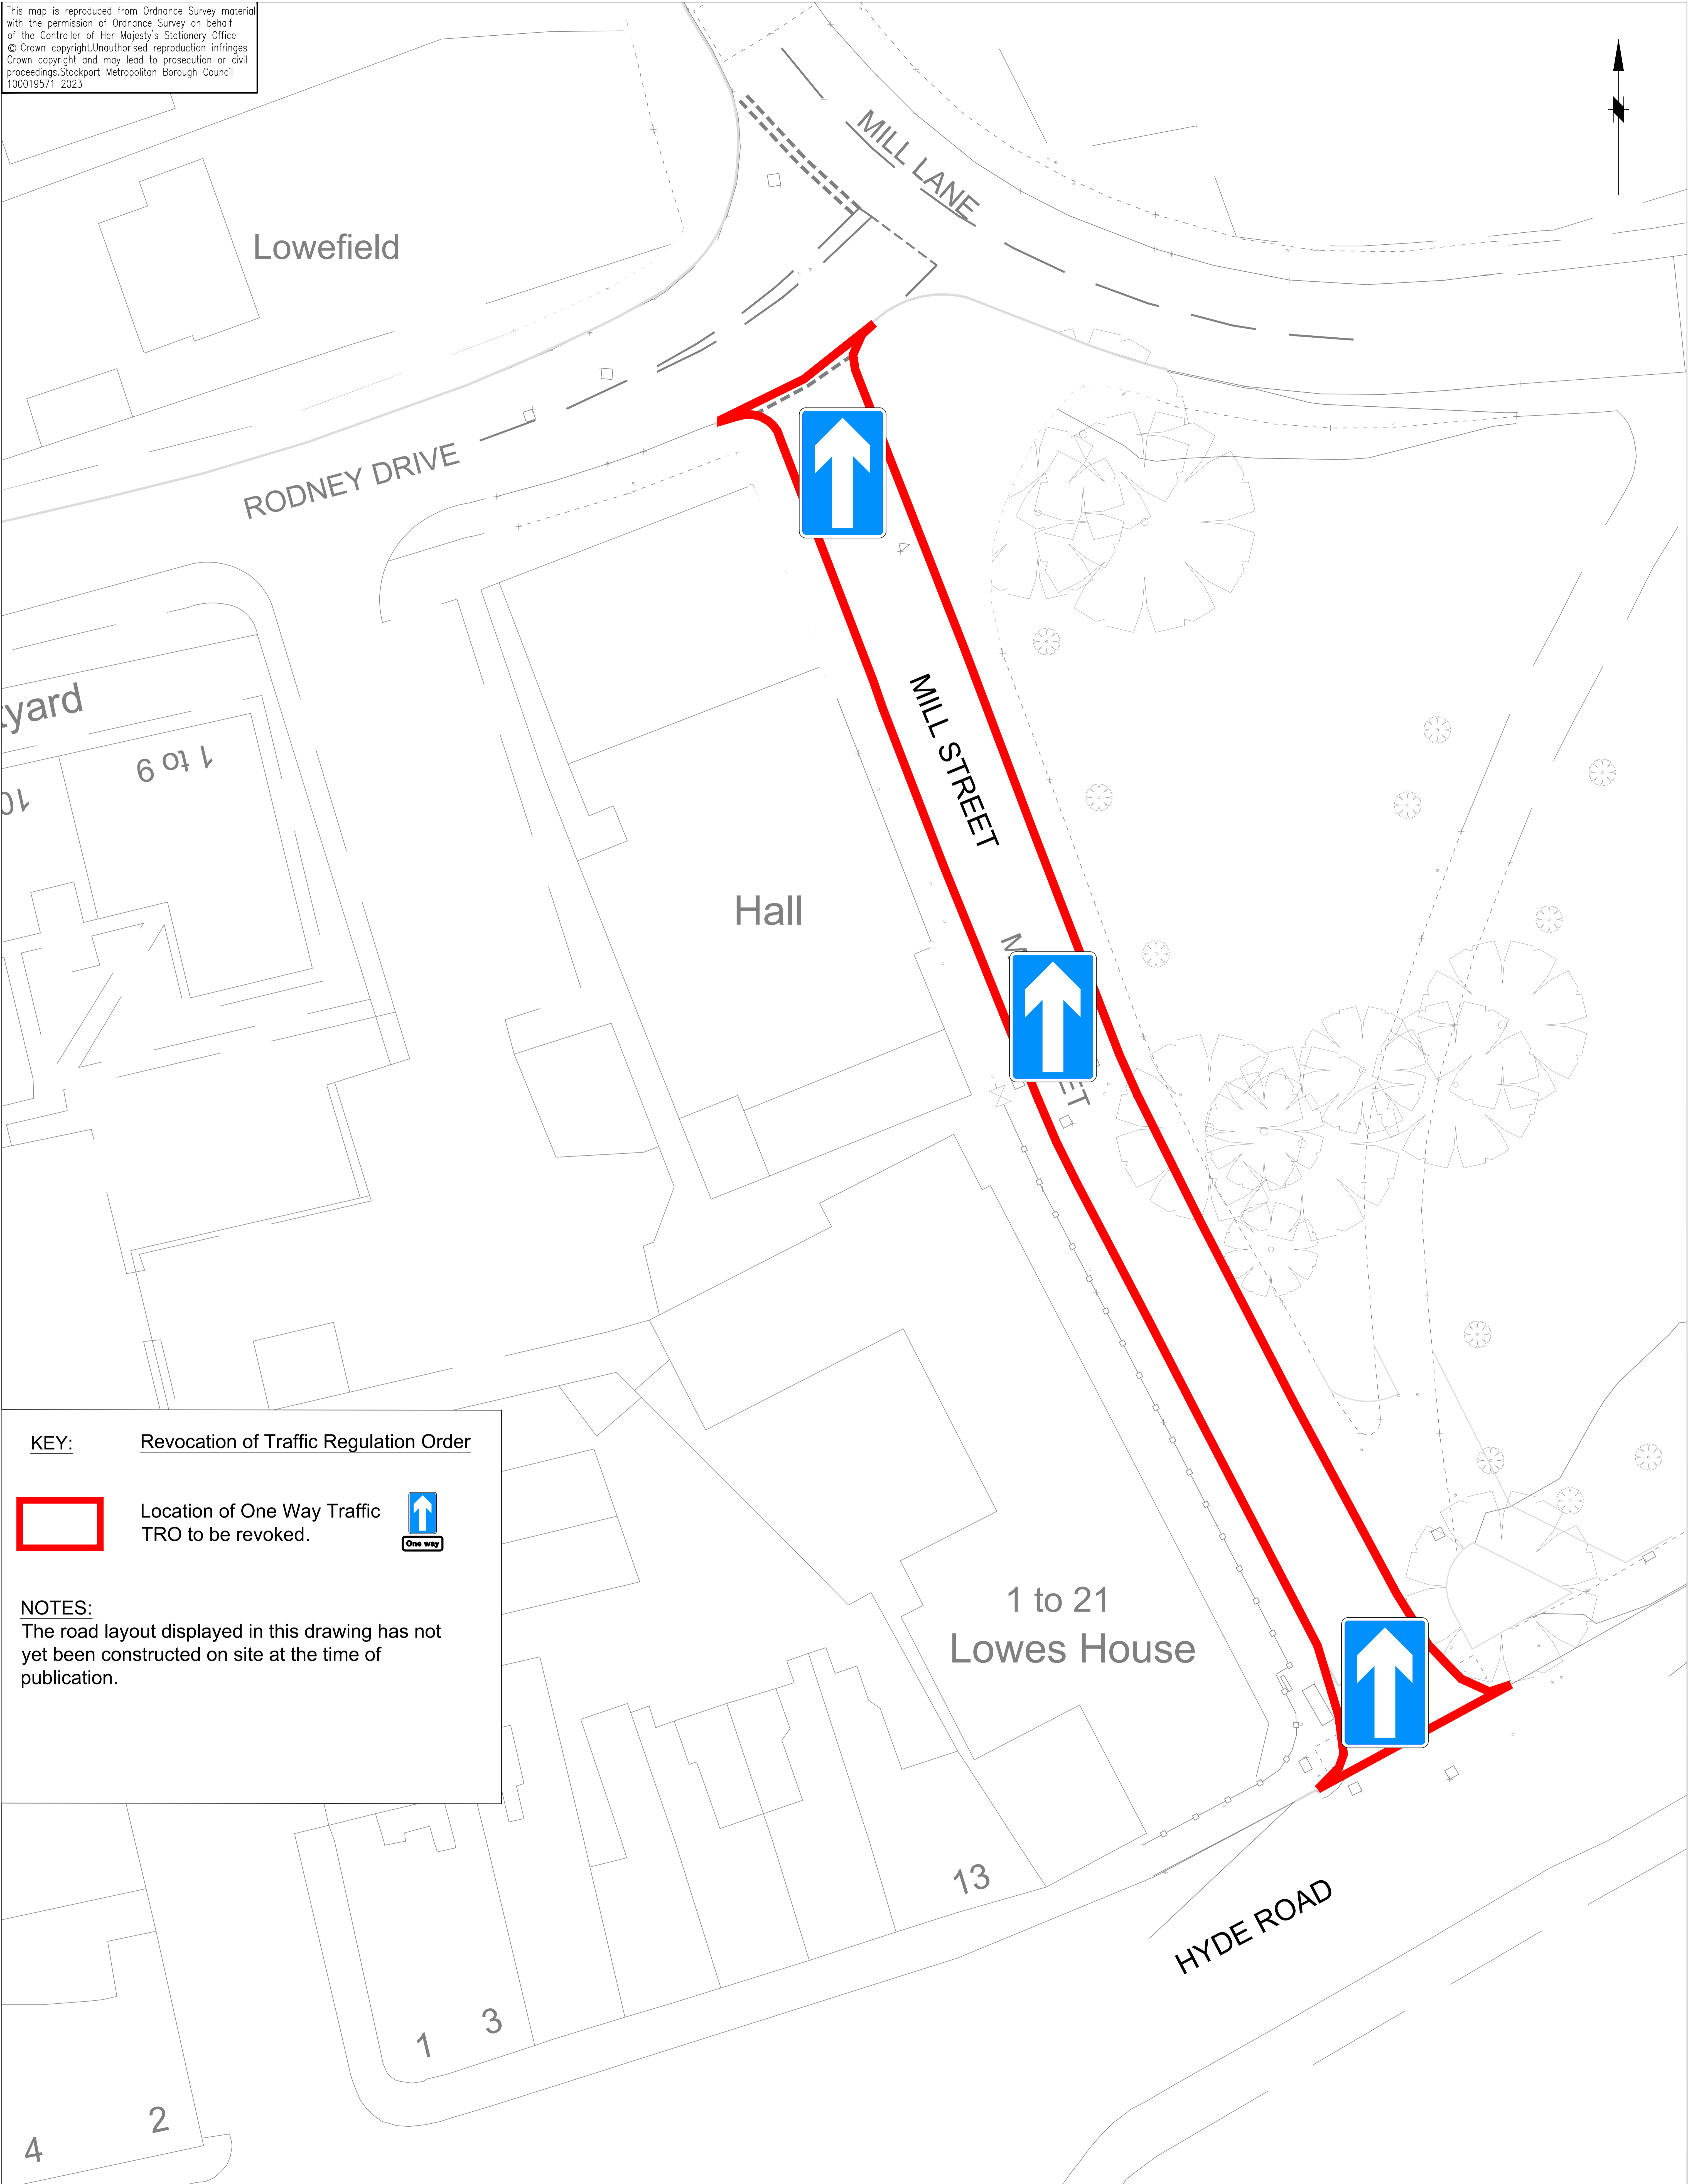 This map is reproduced from Ordnance Survey material
with the permission of Ordnance Survey on behalf
of the Controller of Her Majesty's Stationery Office
© Crown copyright.Unauthorised reproduction infringes
Crown copyright and may lead to prosecution or civil
proceedings.Stockport Metropolitan Borough Council
100019571 2023
MILL LANE
Lowefield
RODNEY DRIVE
MILL STREET
1 to 9
10
Hall
KEY:
Revocation of Traffic Regulation Order
Location of One Way Traffic
TRO to be revoked.
One way
NOTES:
The road layout displayed in this drawing has not
yet been constructed on site at the time of
publication.
1 to 21
Lowes House
13
HYDE ROAD
1
3
2
4